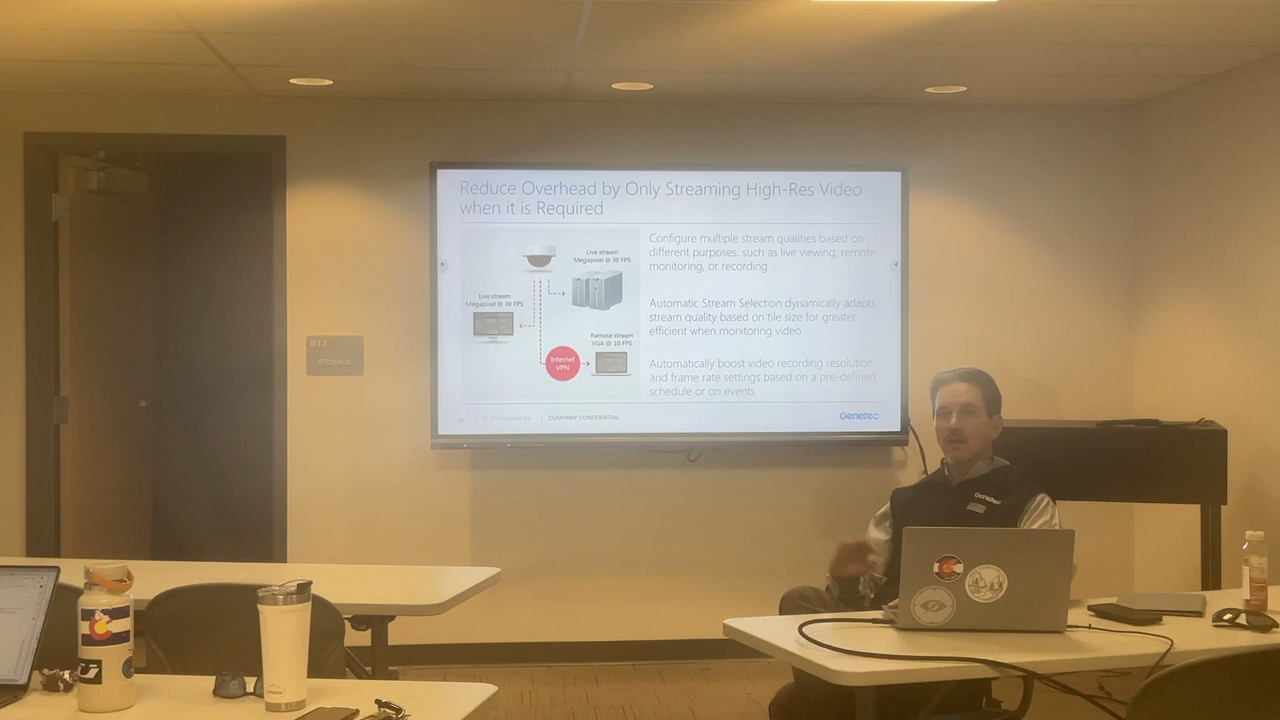 Reduce Overhead by Only Streaming High-Res Video
when it is Required
Live stream
Megapixel @ 30 FPS
Live stream
Megapixel @ 30 FPS
Remote stream
VGA @ 10 FPS
Internet
VPN
Configure multiple stream qualities based on
different purposes, such as live viewing, remote
monitoring, or recording
Automatic Stream Selection dynamically adapts
stream quality based on tile size for greater
efficient when monitoring video
Automatically boost video recording resolution
and frame rate settings based on a pre-defined
schedule or on events
Genetec, Inc.
COMPANY CONFIDENTIAL
Genetec
B13
STORAGE
Genetec